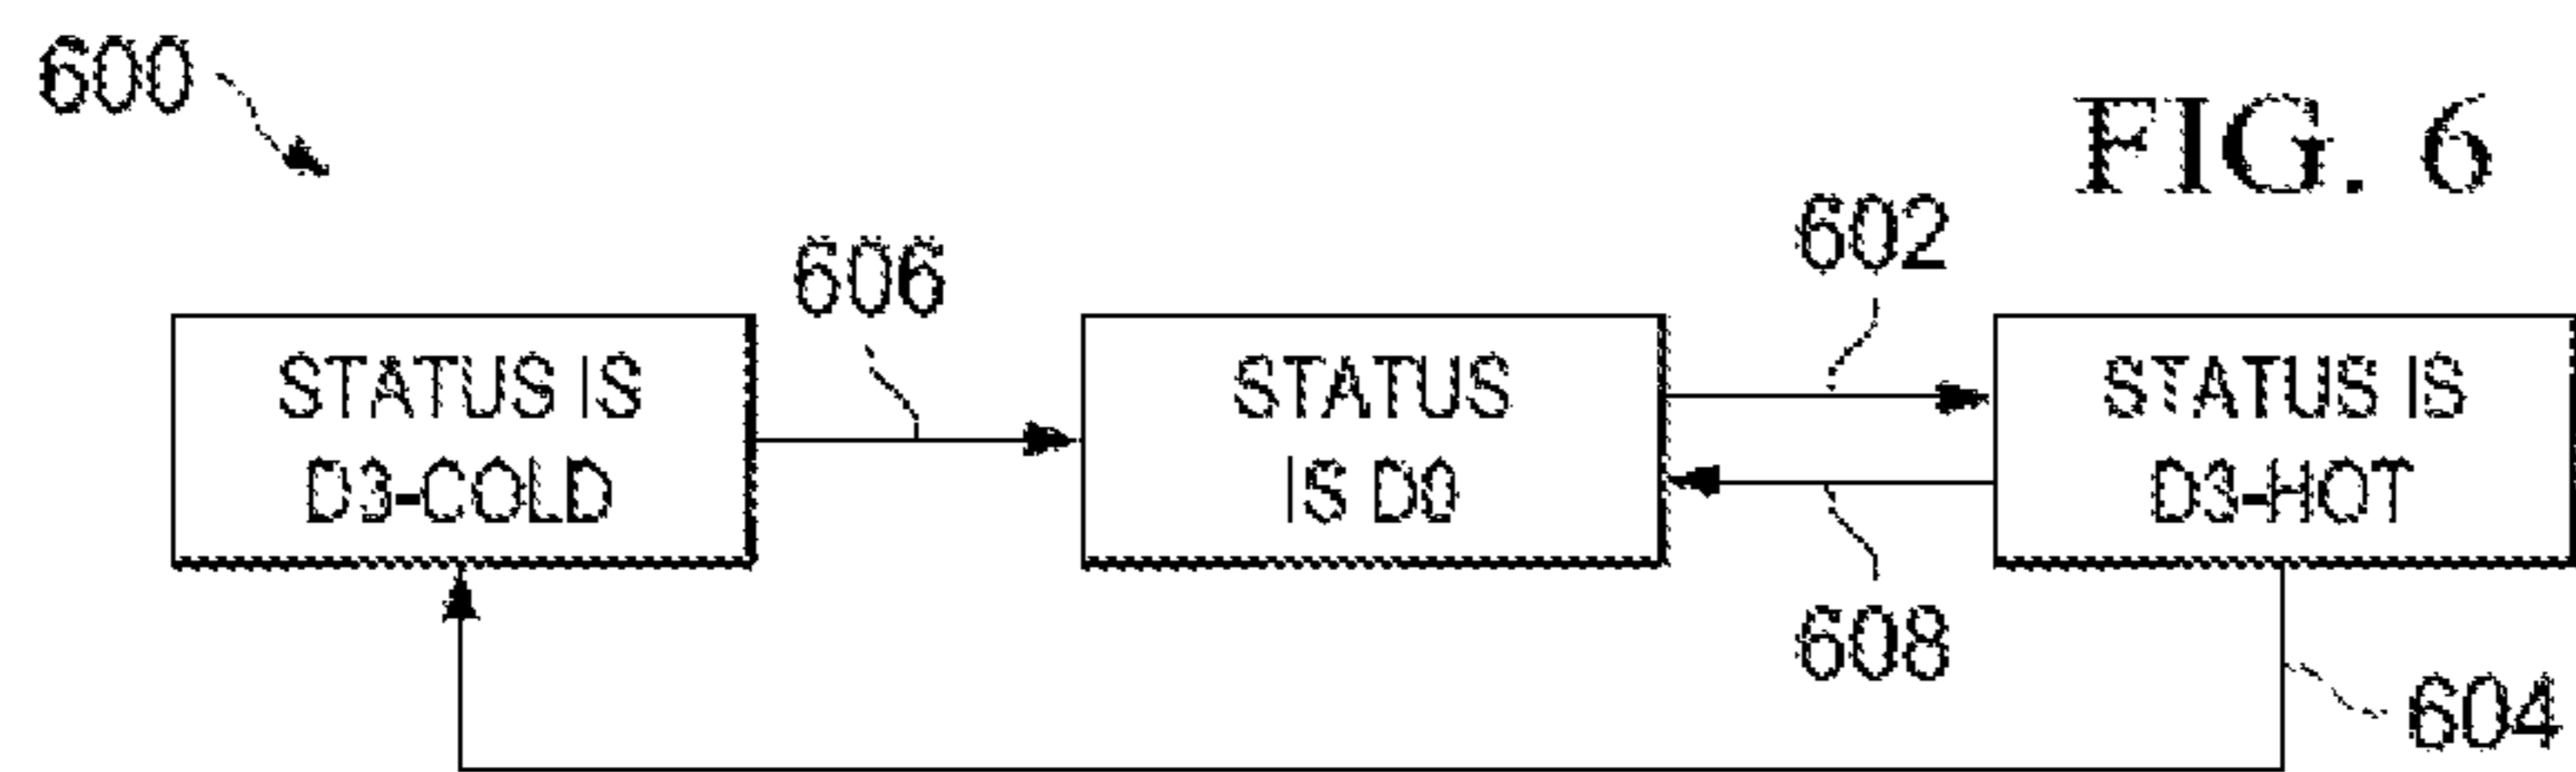 600
FIG. 6
606
602
STATUS IS
D3-COLD
STATUS
IS D0
STATUS IS
D3-HOT
608
604